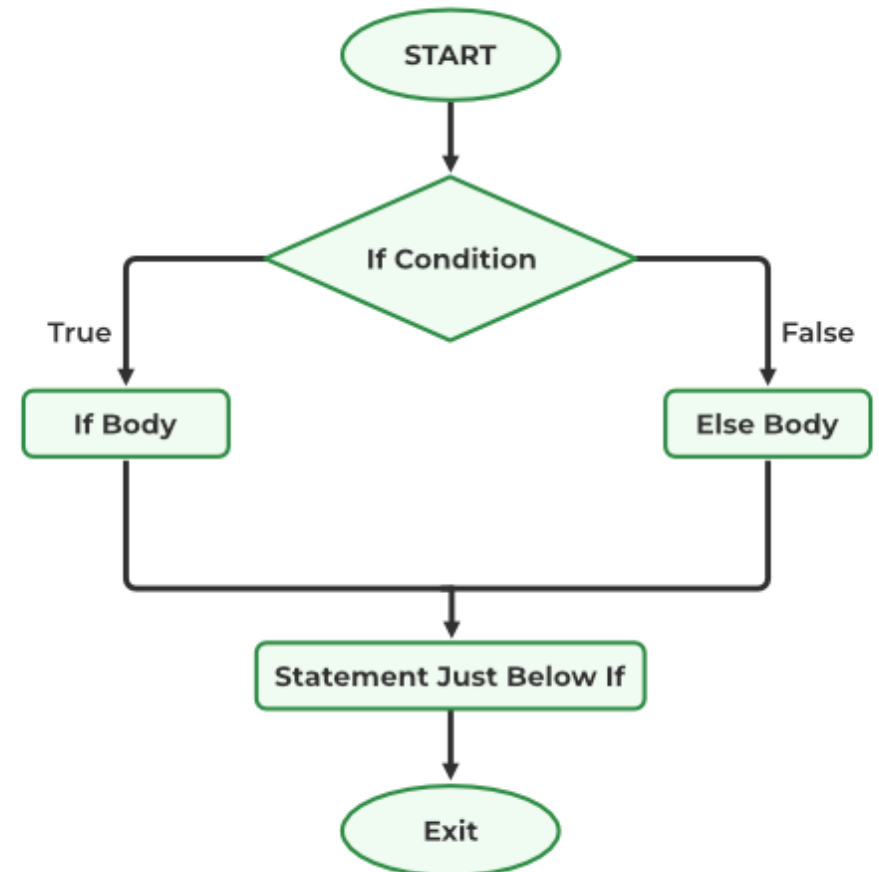 START
If Condition
True
False
If Body
Else Body
Statement Just Below If
Exit